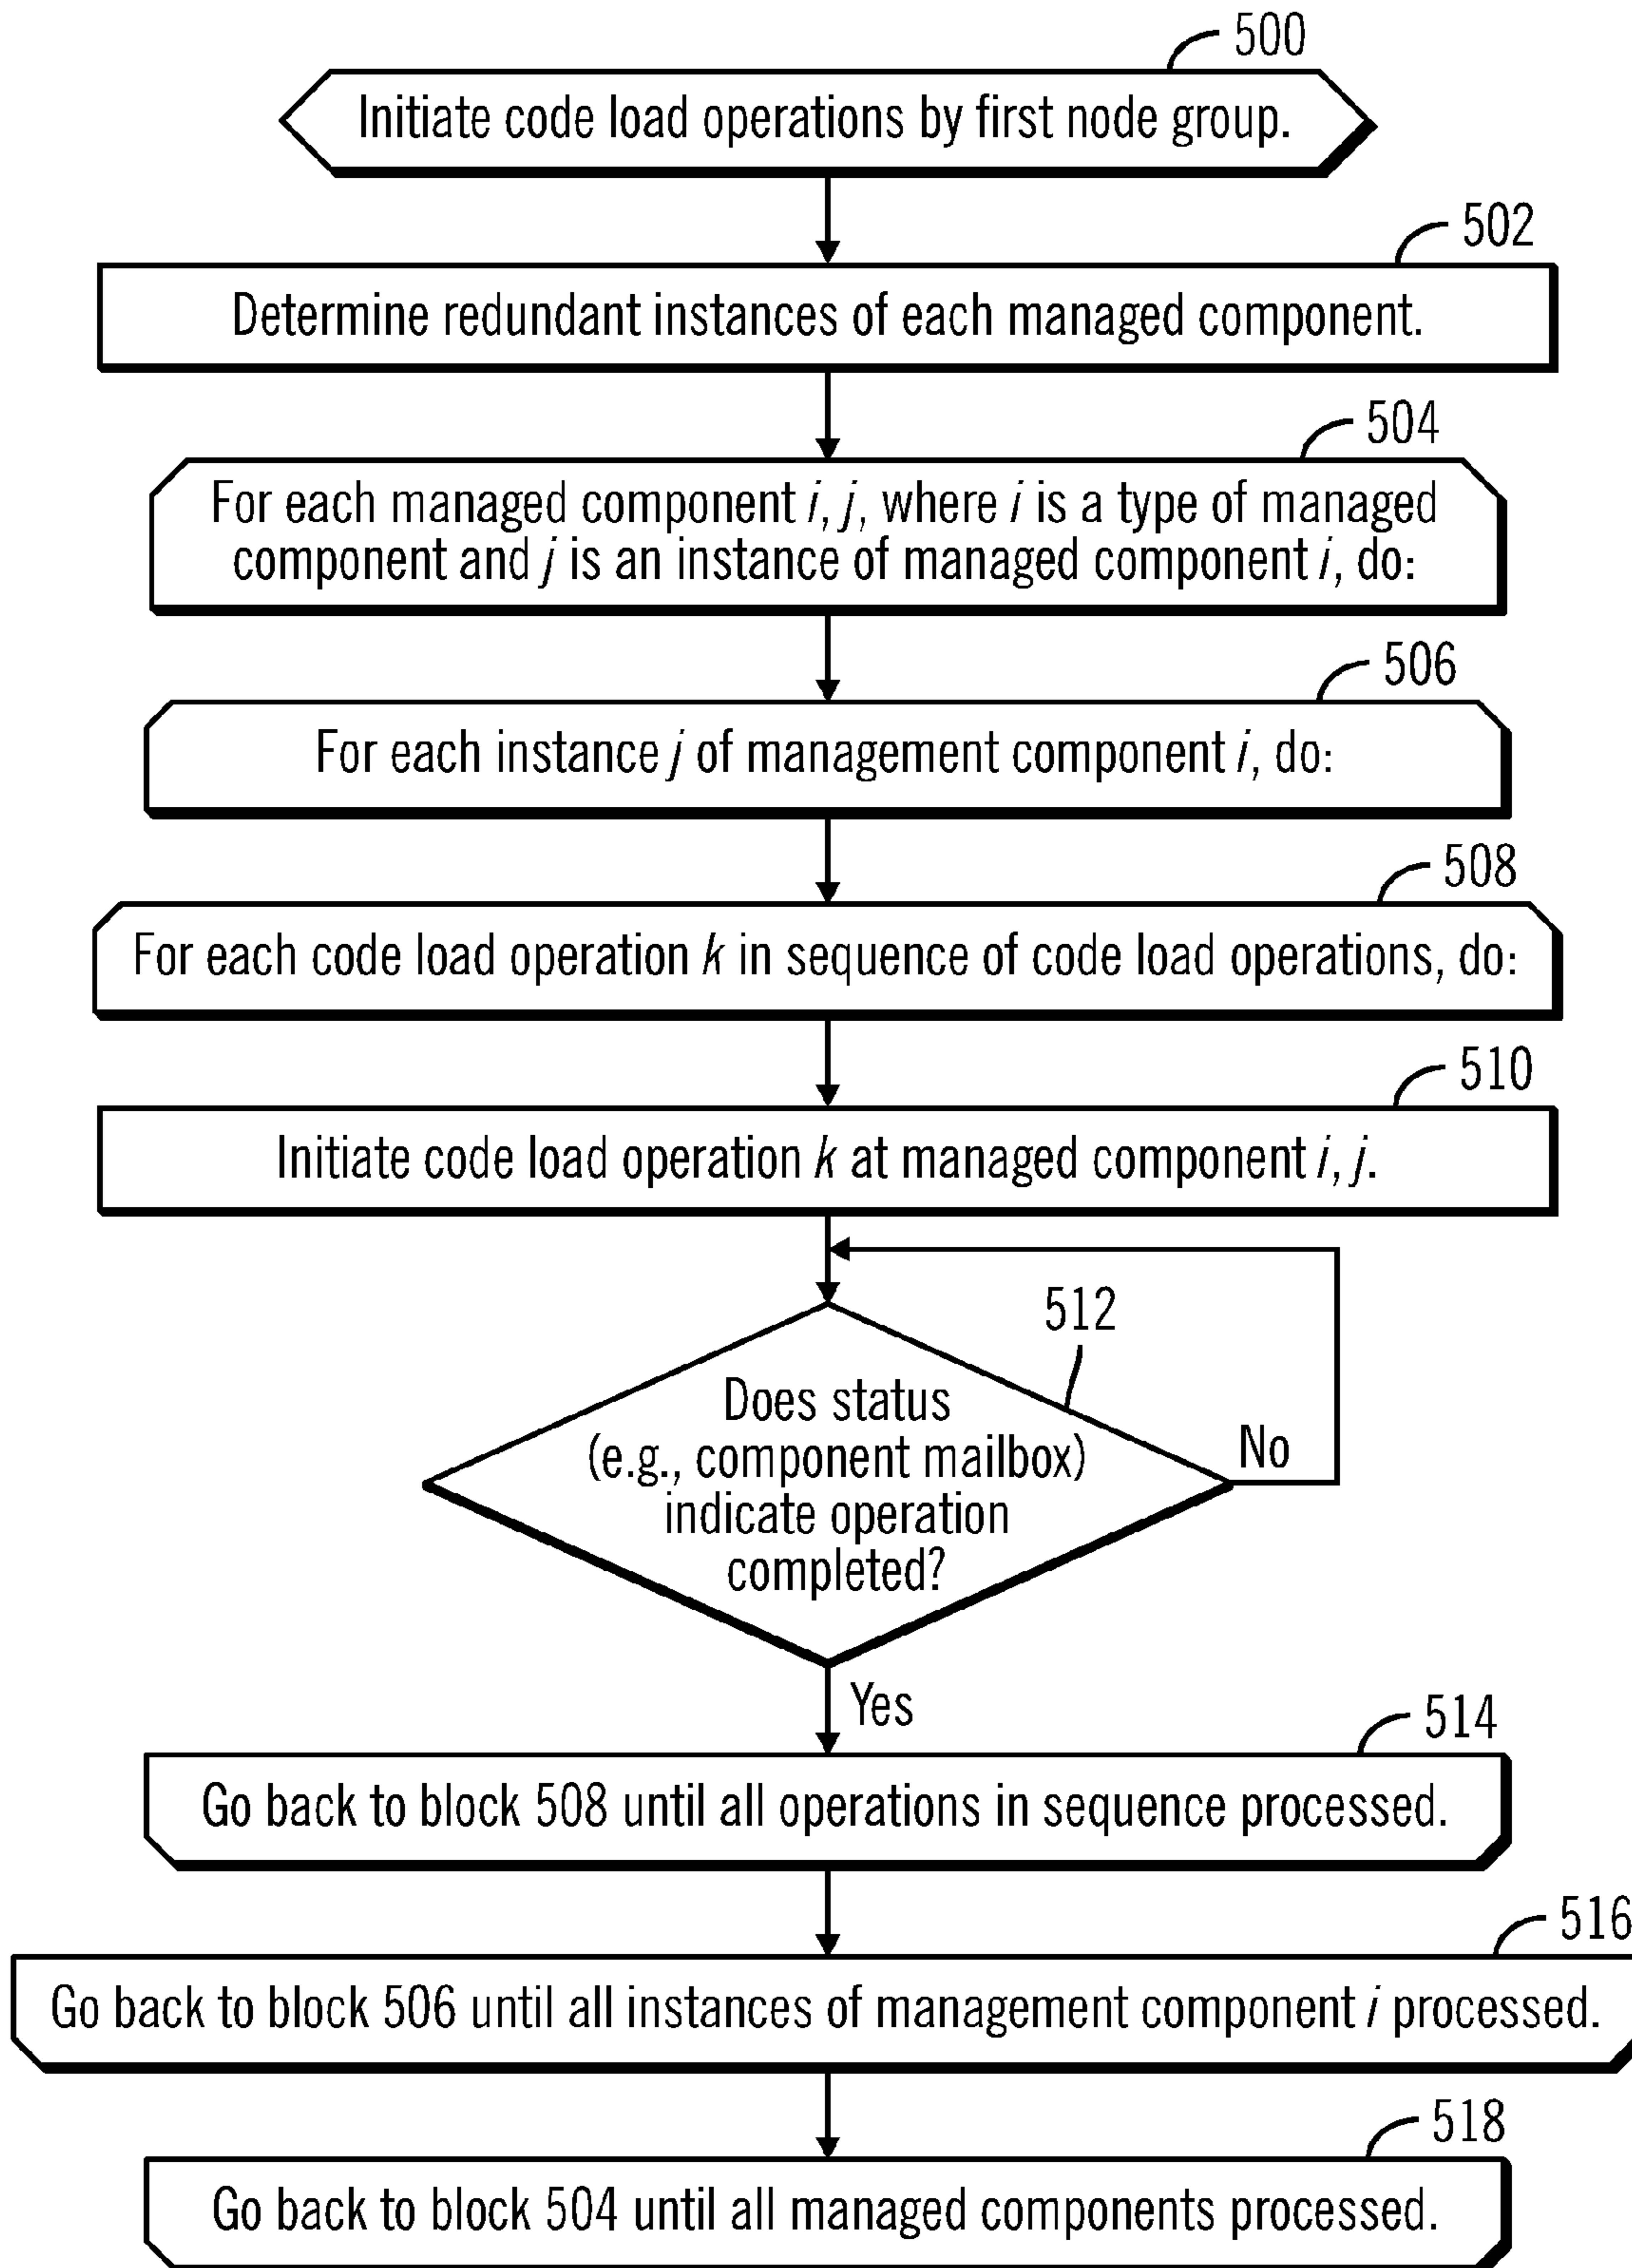 500
Initiate code load operations by first node group.
502
Determine redundant instances of each managed component.
504
For each managed component i, j, where i is a type of managed
component and j is an instance of managed component i, do:
506
For each instance j of management component i, do:
508
For each code load operation k in sequence of code load operations, do:
510
Initiate code load operation k at managed component i, j.
512
Does status
(e.g., component mailbox)
indicate operation
completed?
No
Yes
514
Go back to block 508 until all operations in sequence processed.
516
Go back to block 506 until all instances of management component i processed.
518
Go back to block 504 until all managed components processed.